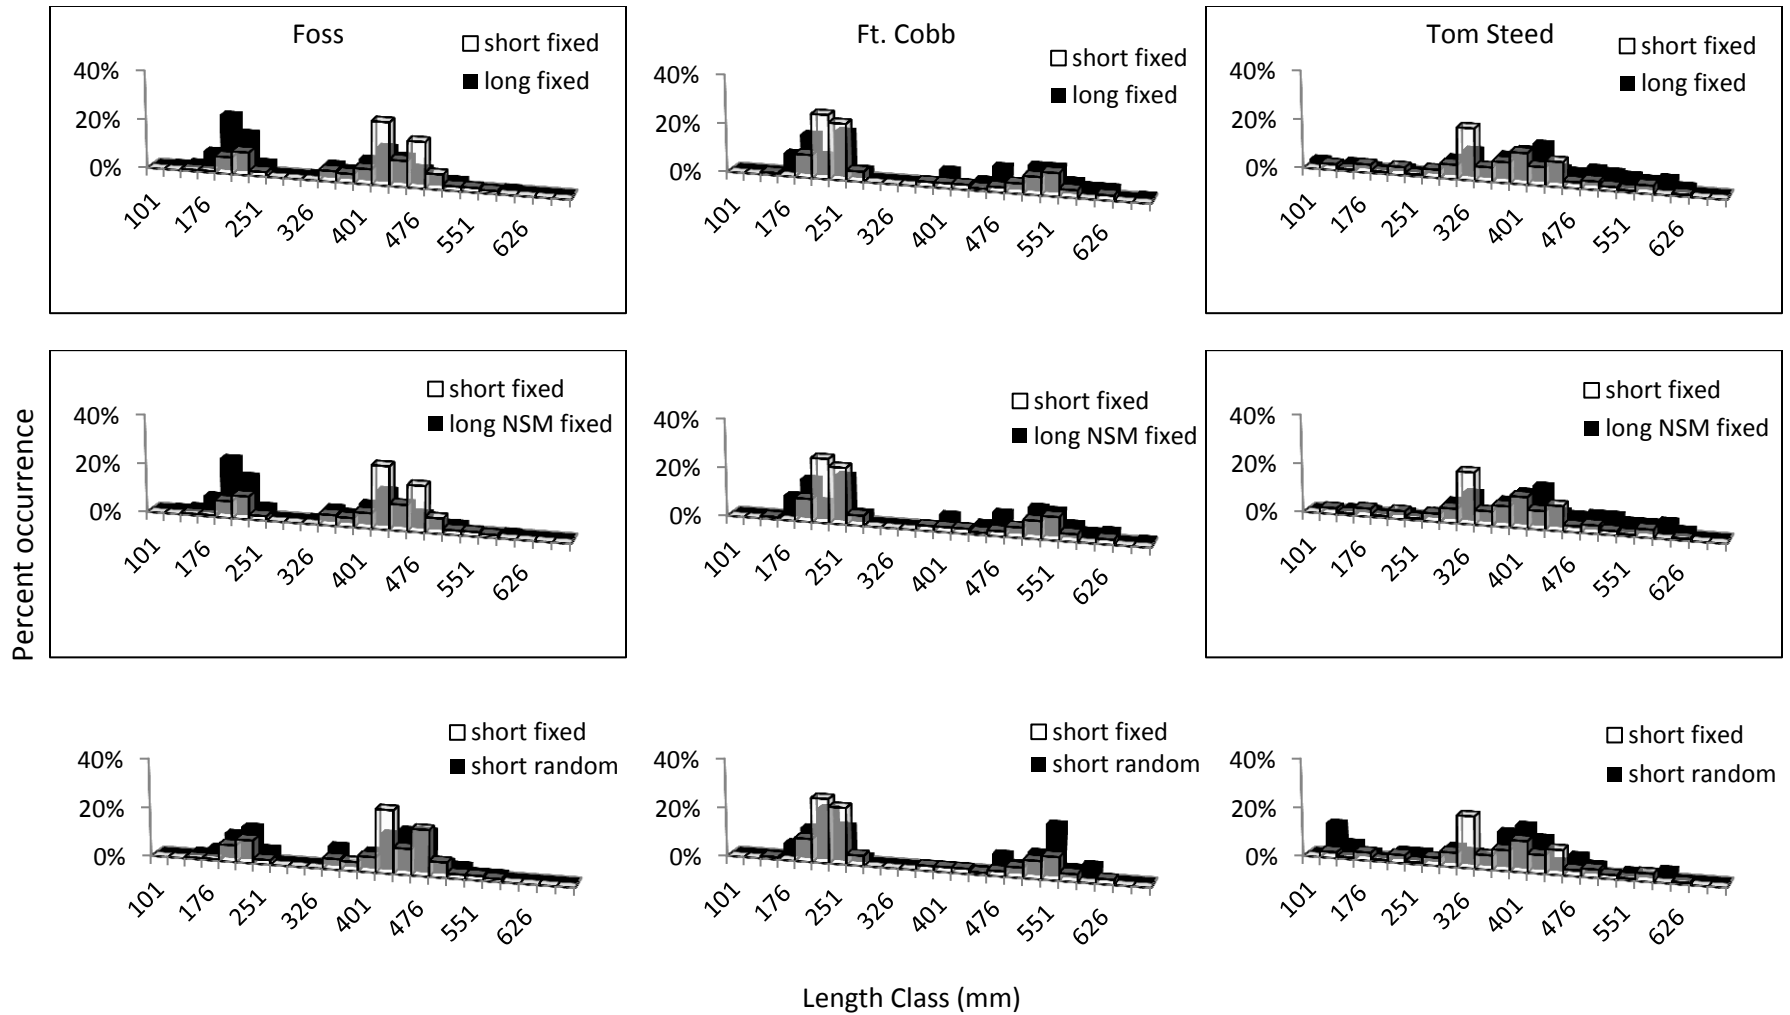 Foss
short fixed
long fixed
40%
20%
0%
101 176 251 326 401 476 551 626
Ft. Cobb
short fixed
long fixed
40%
20%
0%
101 176 251 326 401 476 551 626
Tom Steed
short fixed
long fixed
40%
20%
0%
101 176 251 326 401 476 551 626
Percent occurrence
short fixed
long NSM fixed
40%
20%
0%
101 176 251 326 401 476 551 626
short fixed
long NSM fixed
40%
20%
0%
101 176 251 326 401 476 551 626
short fixed
long NSM fixed
40%
20%
0%
101 176 251 326 401 476 551 626
short fixed
short random
40%
20%
0%
101 176 251 326 401 476 551 626
short fixed
short random
40%
20%
0%
101 176 251 326 401 476 551 626
short fixed
short random
40%
20%
0%
101 176 251 326 401 476 551 626
Length Class (mm)